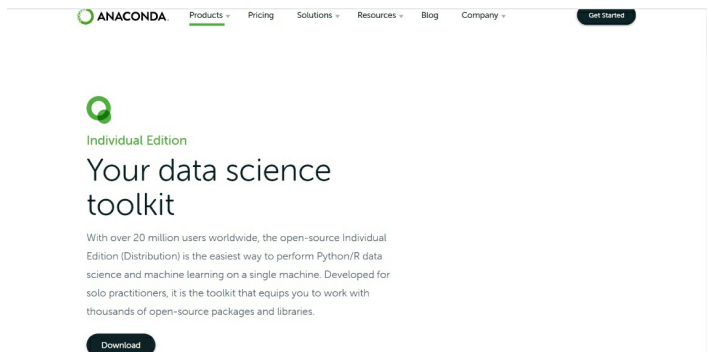 ANACONDA.
Products
Pricing
Solutions
Resources
Blog
Company
Get Started
Individual Edition
Your data science
toolkit
With over 20 million users worldwide, the open-source Individual
Edition (Distribution) is the easiest way to perform Python/R data
science and machine learning on a single machine. Developed for
solo practitioners, it is the toolkit that equips you to work with
thousands of open-source packages and libraries.
Download